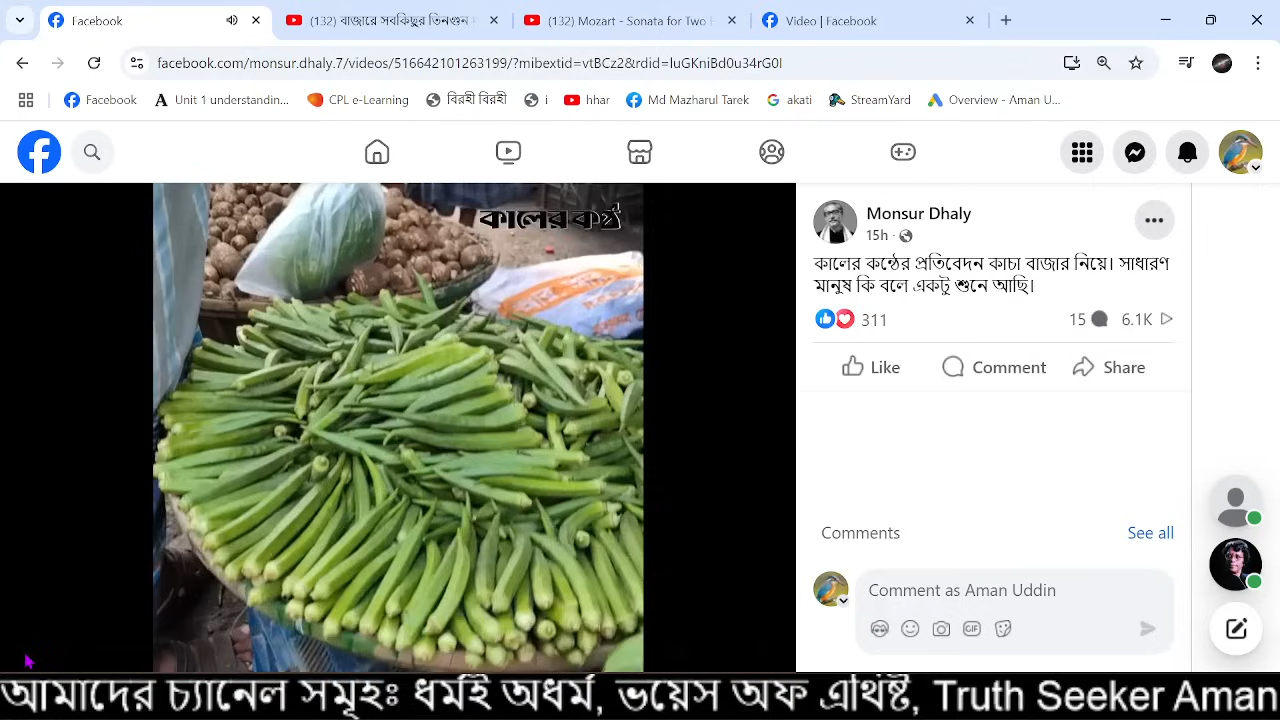 Facebook
(132) বাজারে সবকিছুর তিনগুন
(132) Mozart - Sonata for Two
Video | Facebook
facebook.com/monsur.dhaly.7/videos/516642101263199/?mibextid=vtBCz2&rdid=luGKniBd0u34rG0l
Facebook
Unit 1 understandin...
CPL e-Learning
বিরহী বিরহী
i
hhar
Md Mazharul Tarek
akati
StreamYard
Overview - Aman U...
কালের কণ্ঠ
Monsur Dhaly
15h ·
কালের কন্ঠের প্রতিবেদন কাচা বাজার নিয়ে। সাধারণ
মানুষ কি বলে একটু শুনে আছি।
311
15
6.1K
Like
Comment
Share
Comments
See all
Comment as Aman Uddin
GIF
আমাদের চ্যানেল সমূহঃ ধর্মই অধর্ম, ভয়েস অফ এথিষ্ট, Truth Seeker Aman